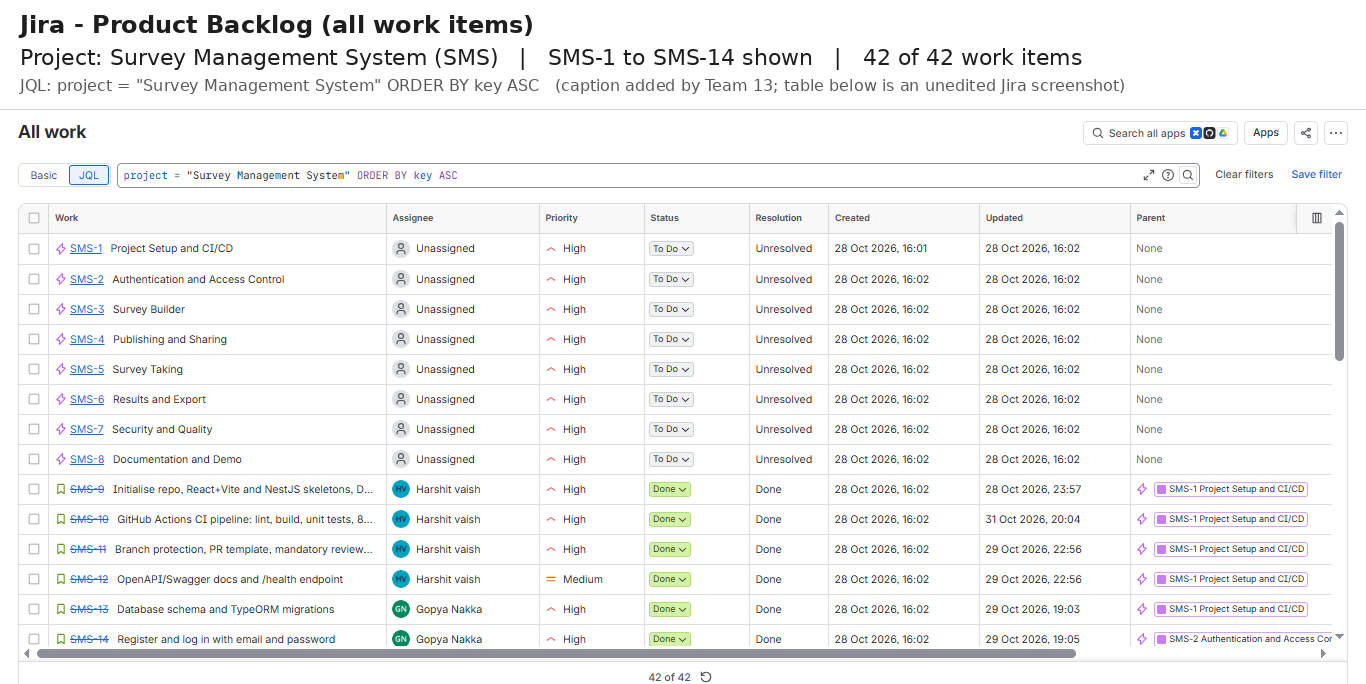 Jira - Product Backlog (all work items)
Project: Survey Management System (SMS) | SMS-1 to SMS-14 shown | 42 of 42 work items
JQL: project = "Survey Management System" ORDER BY key ASC (caption added by Team 13; table below is an unedited Jira screenshot)
All work
Search all apps
Apps
Basic JQL project = "Survey Management System" ORDER BY key ASC Clear filters Save filter
Work Assignee Priority Status Resolution Created Updated Parent
SMS-1 Project Setup and CI/CD Unassigned High To Do Unresolved 28 Oct 2026, 16:01 28 Oct 2026, 16:02 None
SMS-2 Authentication and Access Control Unassigned High To Do Unresolved 28 Oct 2026, 16:02 28 Oct 2026, 16:02 None
SMS-3 Survey Builder Unassigned High To Do Unresolved 28 Oct 2026, 16:02 28 Oct 2026, 16:02 None
SMS-4 Publishing and Sharing Unassigned High To Do Unresolved 28 Oct 2026, 16:02 28 Oct 2026, 16:02 None
SMS-5 Survey Taking Unassigned High To Do Unresolved 28 Oct 2026, 16:02 28 Oct 2026, 16:02 None
SMS-6 Results and Export Unassigned High To Do Unresolved 28 Oct 2026, 16:02 28 Oct 2026, 16:02 None
SMS-7 Security and Quality Unassigned High To Do Unresolved 28 Oct 2026, 16:02 28 Oct 2026, 16:02 None
SMS-8 Documentation and Demo Unassigned High To Do Unresolved 28 Oct 2026, 16:02 28 Oct 2026, 16:02 None
SMS-9 Initialise repo, React+Vite and NestJS skeletons, D... HV Harshit vaish High Done Done 28 Oct 2026, 16:02 28 Oct 2026, 23:57 SMS-1 Project Setup and CI/CD
SMS-10 GitHub Actions CI pipeline: lint, build, unit tests, 8... HV Harshit vaish High Done Done 28 Oct 2026, 16:02 31 Oct 2026, 20:04 SMS-1 Project Setup and CI/CD
SMS-11 Branch protection, PR template, mandatory review... HV Harshit vaish High Done Done 28 Oct 2026, 16:02 29 Oct 2026, 22:56 SMS-1 Project Setup and CI/CD
SMS-12 OpenAPI/Swagger docs and /health endpoint HV Harshit vaish Medium Done Done 28 Oct 2026, 16:02 29 Oct 2026, 22:56 SMS-1 Project Setup and CI/CD
SMS-13 Database schema and TypeORM migrations GN Gopya Nakka High Done Done 28 Oct 2026, 16:02 29 Oct 2026, 19:03 SMS-1 Project Setup and CI/CD
SMS-14 Register and log in with email and password GN Gopya Nakka High Done Done 28 Oct 2026, 16:02 29 Oct 2026, 19:05 SMS-2 Authentication and Access Cor
42 of 42